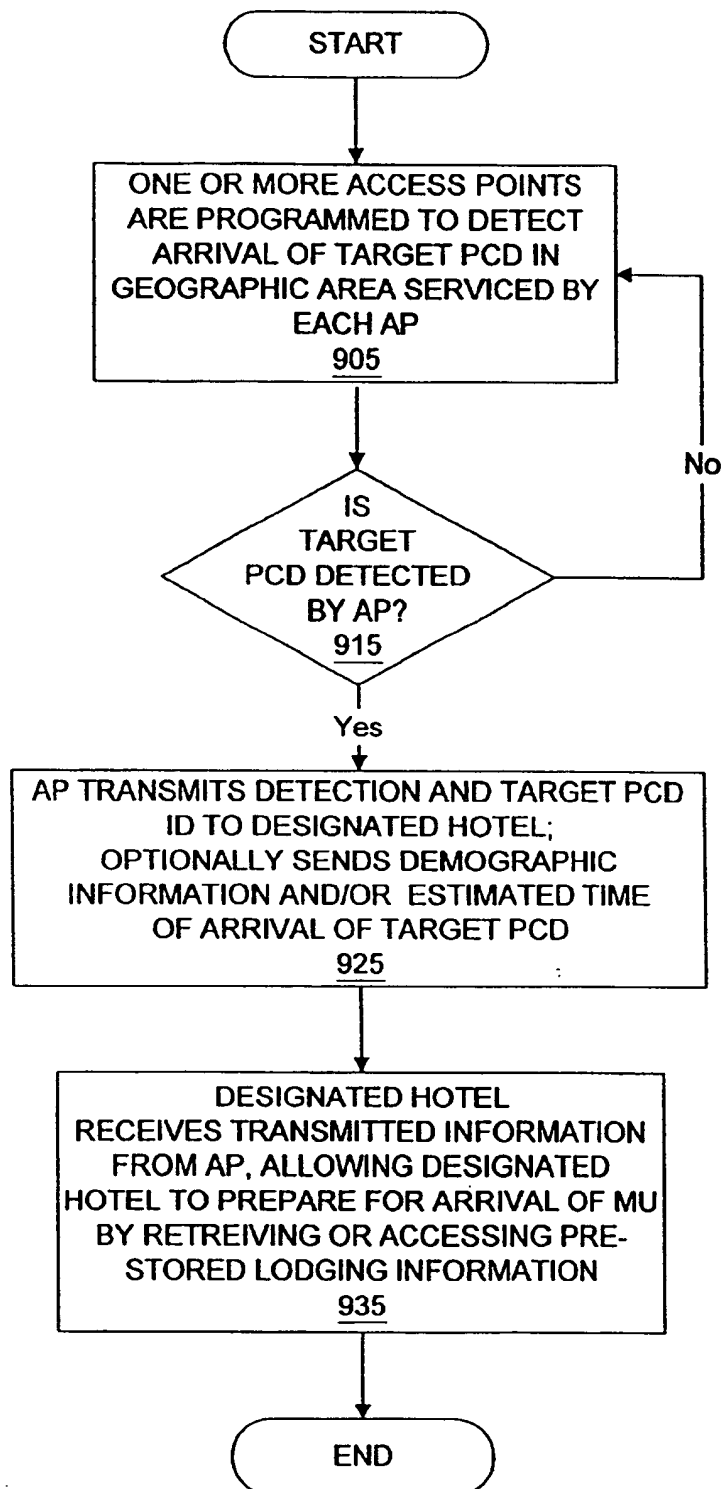 START
ONE OR MORE ACCESS POINTS
ARE PROGRAMMED TO DETECT
ARRIVAL OF TARGET PCD IN
GEOGRAPHIC AREA SERVICED BY
EACH AP
905
No
IS
TARGET
PCD DETECTED
BY AP?
915
Yes
AP TRANSMITS DETECTION AND TARGET PCD
ID TO DESIGNATED HOTEL;
OPTIONALLY SENDS DEMOGRAPHIC
INFORMATION AND/OR ESTIMATED TIME
OF ARRIVAL OF TARGET PCD
925
DESIGNATED HOTEL
RECEIVES TRANSMITTED INFORMATION
FROM AP, ALLOWING DESIGNATED
HOTEL TO PREPARE FOR ARRIVAL OF MU
BY RETREIVING OR ACCESSING PRE-
STORED LODGING INFORMATION
935
END